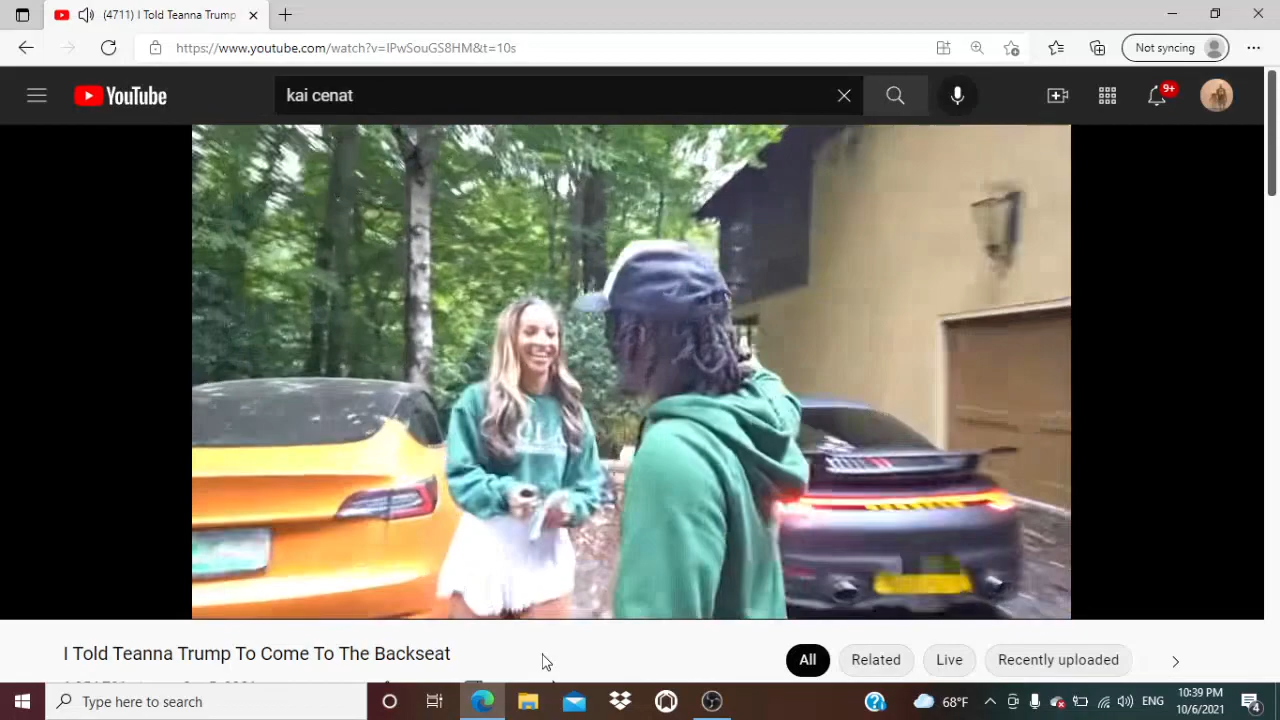 (4711) I Told Teanna Trump
https://www.youtube.com/watch?v=IPwSouGS8HM&t=10s
Not syncing
YouTube
kai cenat
9+
I Told Teanna Trump To Come To The Backseat
All
Related
Live
Recently uploaded
Type here to search
68°F
ENG
10:39 PM
10/6/2021
4